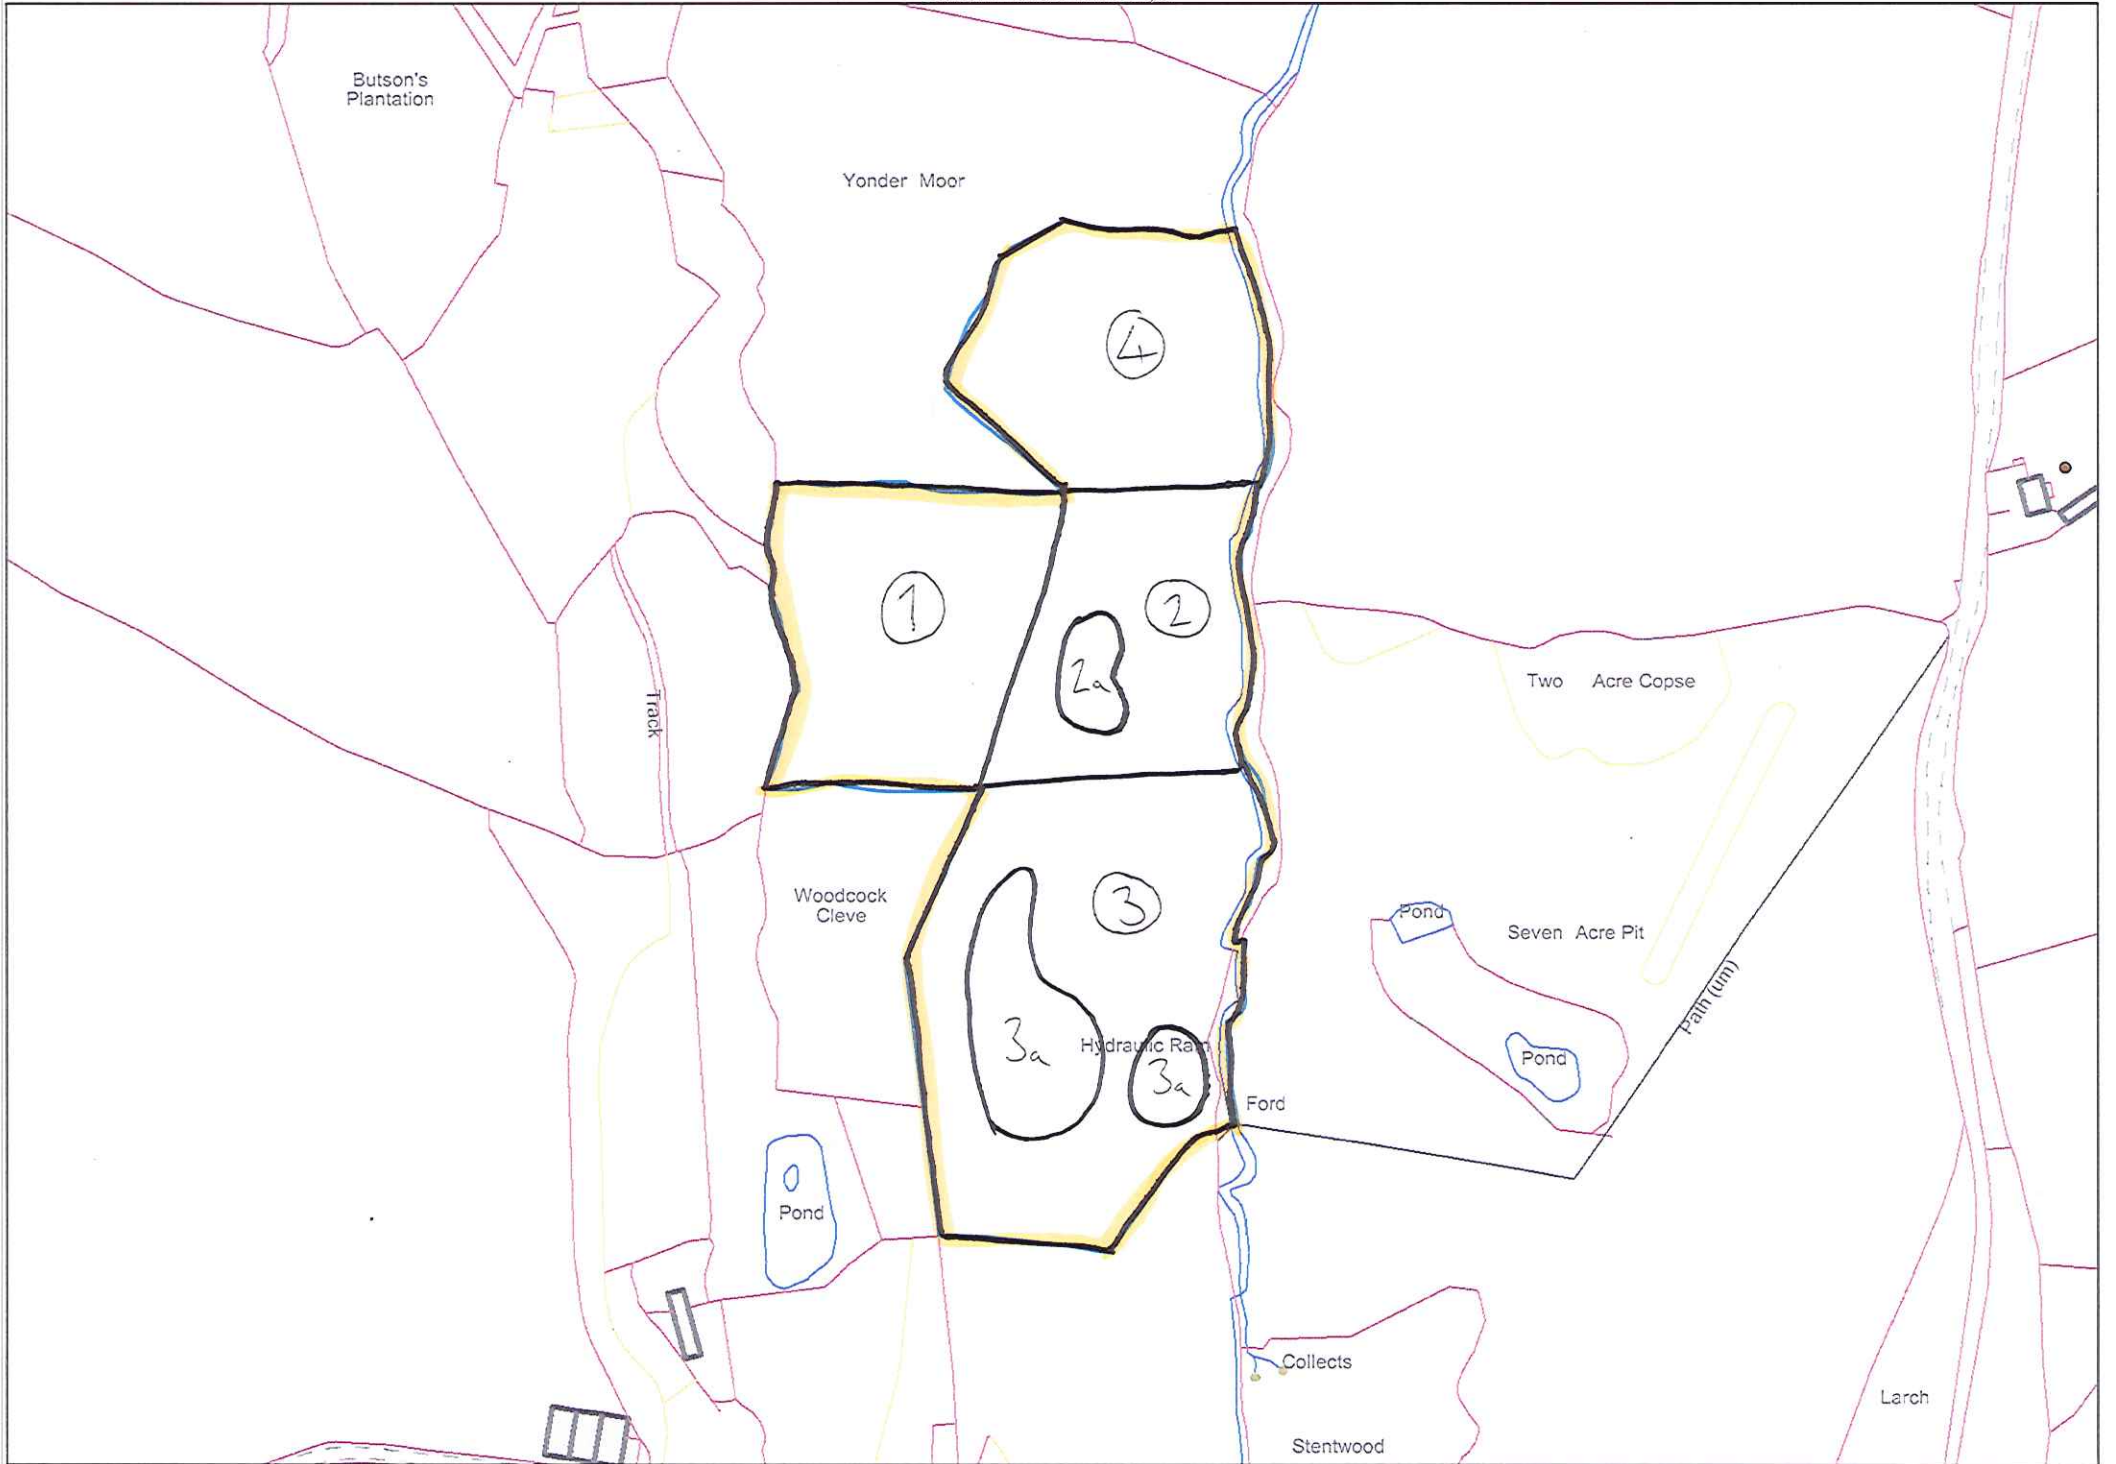 Butson's
Plantation
Yonder Moor
4
1
2
2a
Two Acre Copse
Track
Woodcock
Cleve
3
Pond
Seven Acre Pit
Path (um)
3a
Hydraulic Ram
3a
Pond
Ford
Pond
Collects
Larch
Stentwood